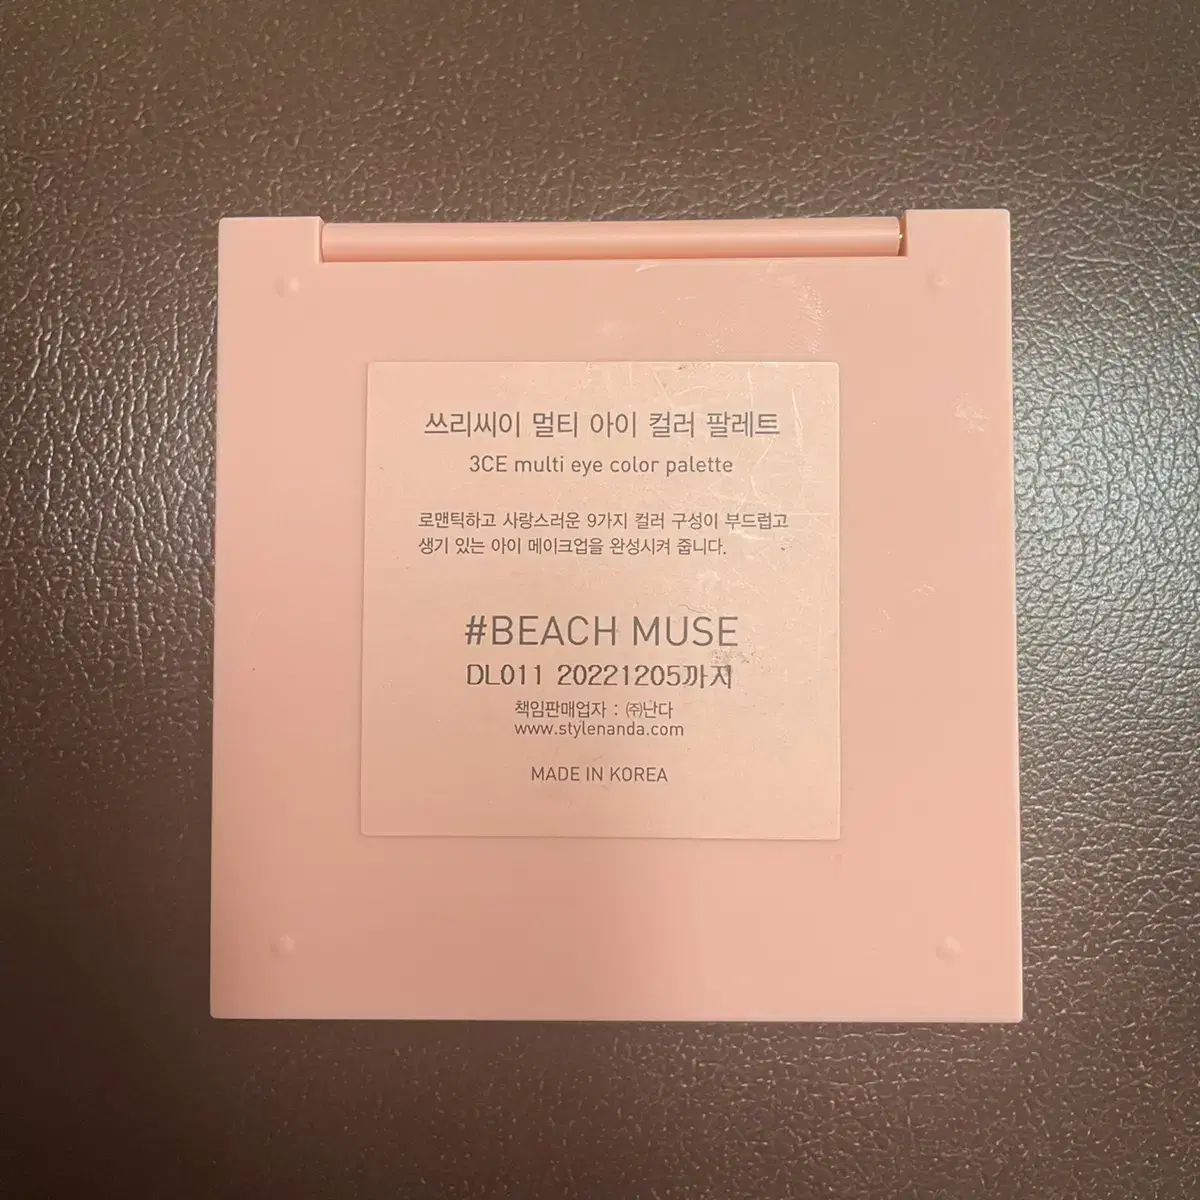 쓰리씨이 멀티 아이 컬러 팔레트
3CE multi eye color palette
로맨틱하고 사랑스러운 9가지 컬러 구성이 부드럽고
생기 있는 아이 메이크업을 완성시켜 줍니다.
#BEACH MUSE
DL011 20221205까지
책임판매업자 : ㈜난다
www.stylenanda.com
MADE IN KOREA